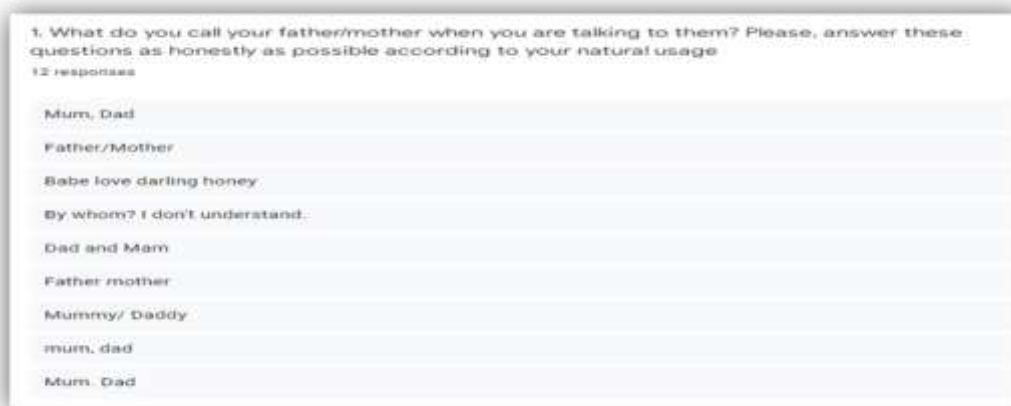 1. What do you call your father/mother when you are talking to them? Please, answer these
questions as honestly as possible according to your natural usage
12 responses
Mum, Dad
Father/Mother
Babe love darling honey
By whom? I don't understand.
Dad and Mam
Father mother
Mummy/ Daddy
mum, dad
Mum. Dad